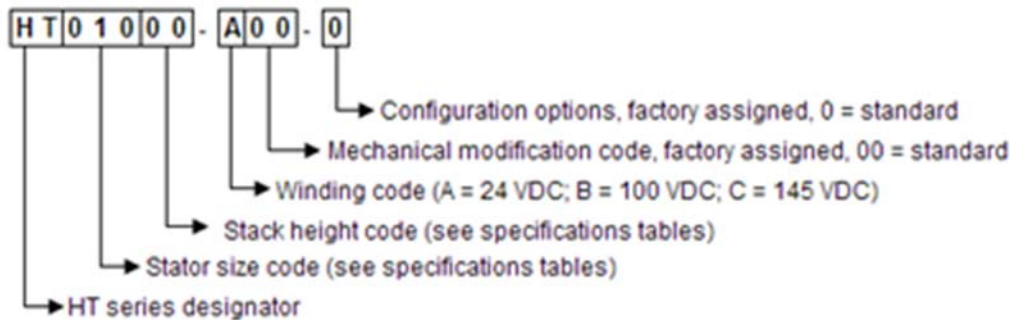 HT01000-A00-0
Configuration options, factory assigned, 0 = standard
Mechanical modification code, factory assigned, 00 = standard
Winding code (A = 24 VDC; B = 100 VDC; C = 145 VDC)
Stack height code (see specifications tables)
Stator size code (see specifications tables)
HT series designator